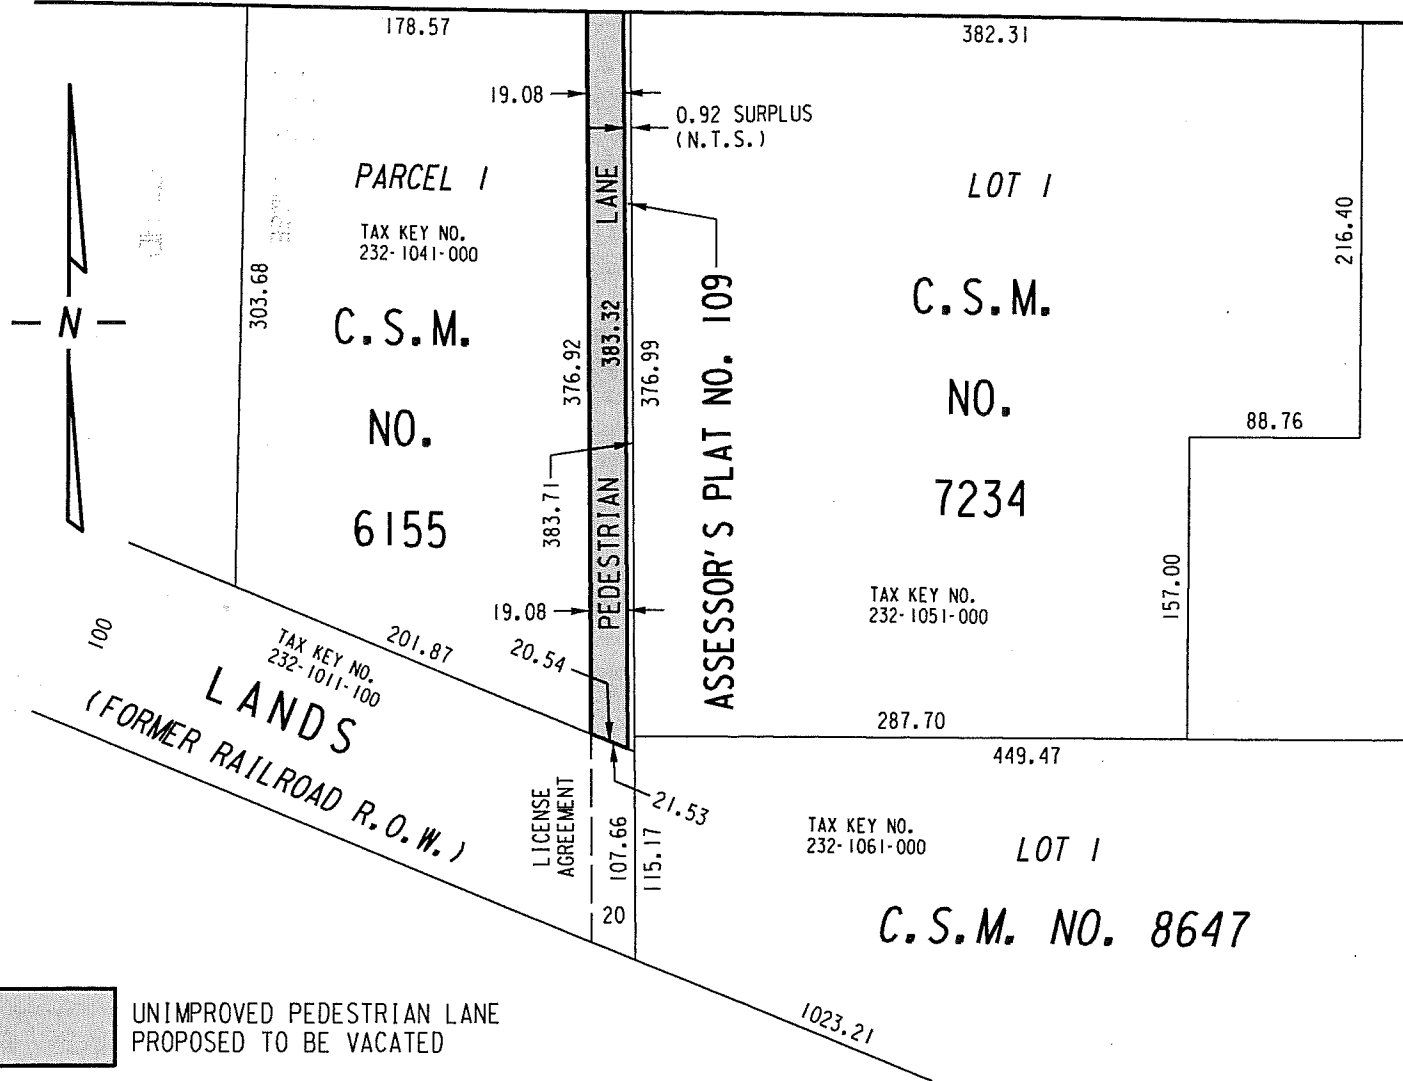 178.57
382.31
19.08
0.92 SURPLUS
(N.T.S.)
PARCEL 1
TAX KEY NO.
232-1041-000
C.S.M.
NO.
6155
303.68
376.92
PEDESTRIAN LANE
383.32
376.99
383.71
19.08
20.54
ASSESSOR'S PLAT NO. 109
LOT 1
C.S.M.
NO.
7234
TAX KEY NO.
232-1051-000
216.40
88.76
157.00
287.70
449.47
N
100
201.87
TAX KEY NO.
232-1011-100
LANDS
(FORMER RAILROAD R.O.W.)
LICENSE
AGREEMENT
107.66
115.17
20
21.53
TAX KEY NO.
232-1061-000
LOT 1
C.S.M. NO. 8647
1023.21
UNIMPROVED PEDESTRIAN LANE
PROPOSED TO BE VACATED